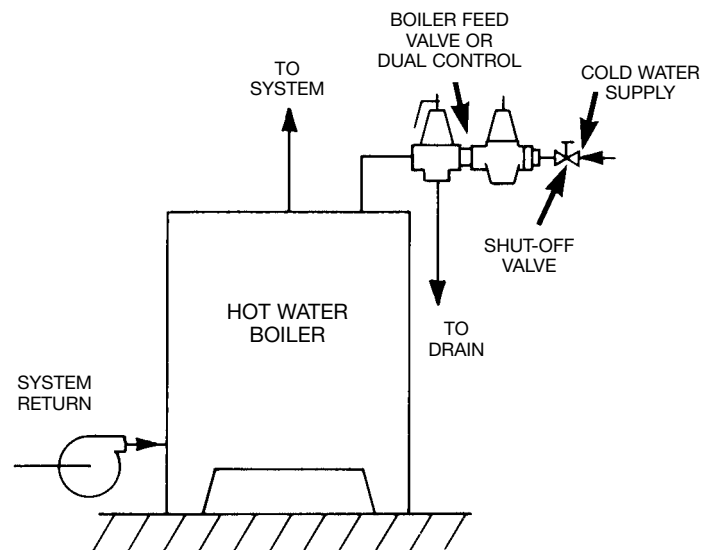 BOILER FEED
VALVE OR
DUAL CONTROL
TO
SYSTEM
COLD WATER
SUPPLY
SHUT-OFF
VALVE
HOT WATER
BOILER
TO
DRAIN
SYSTEM
RETURN